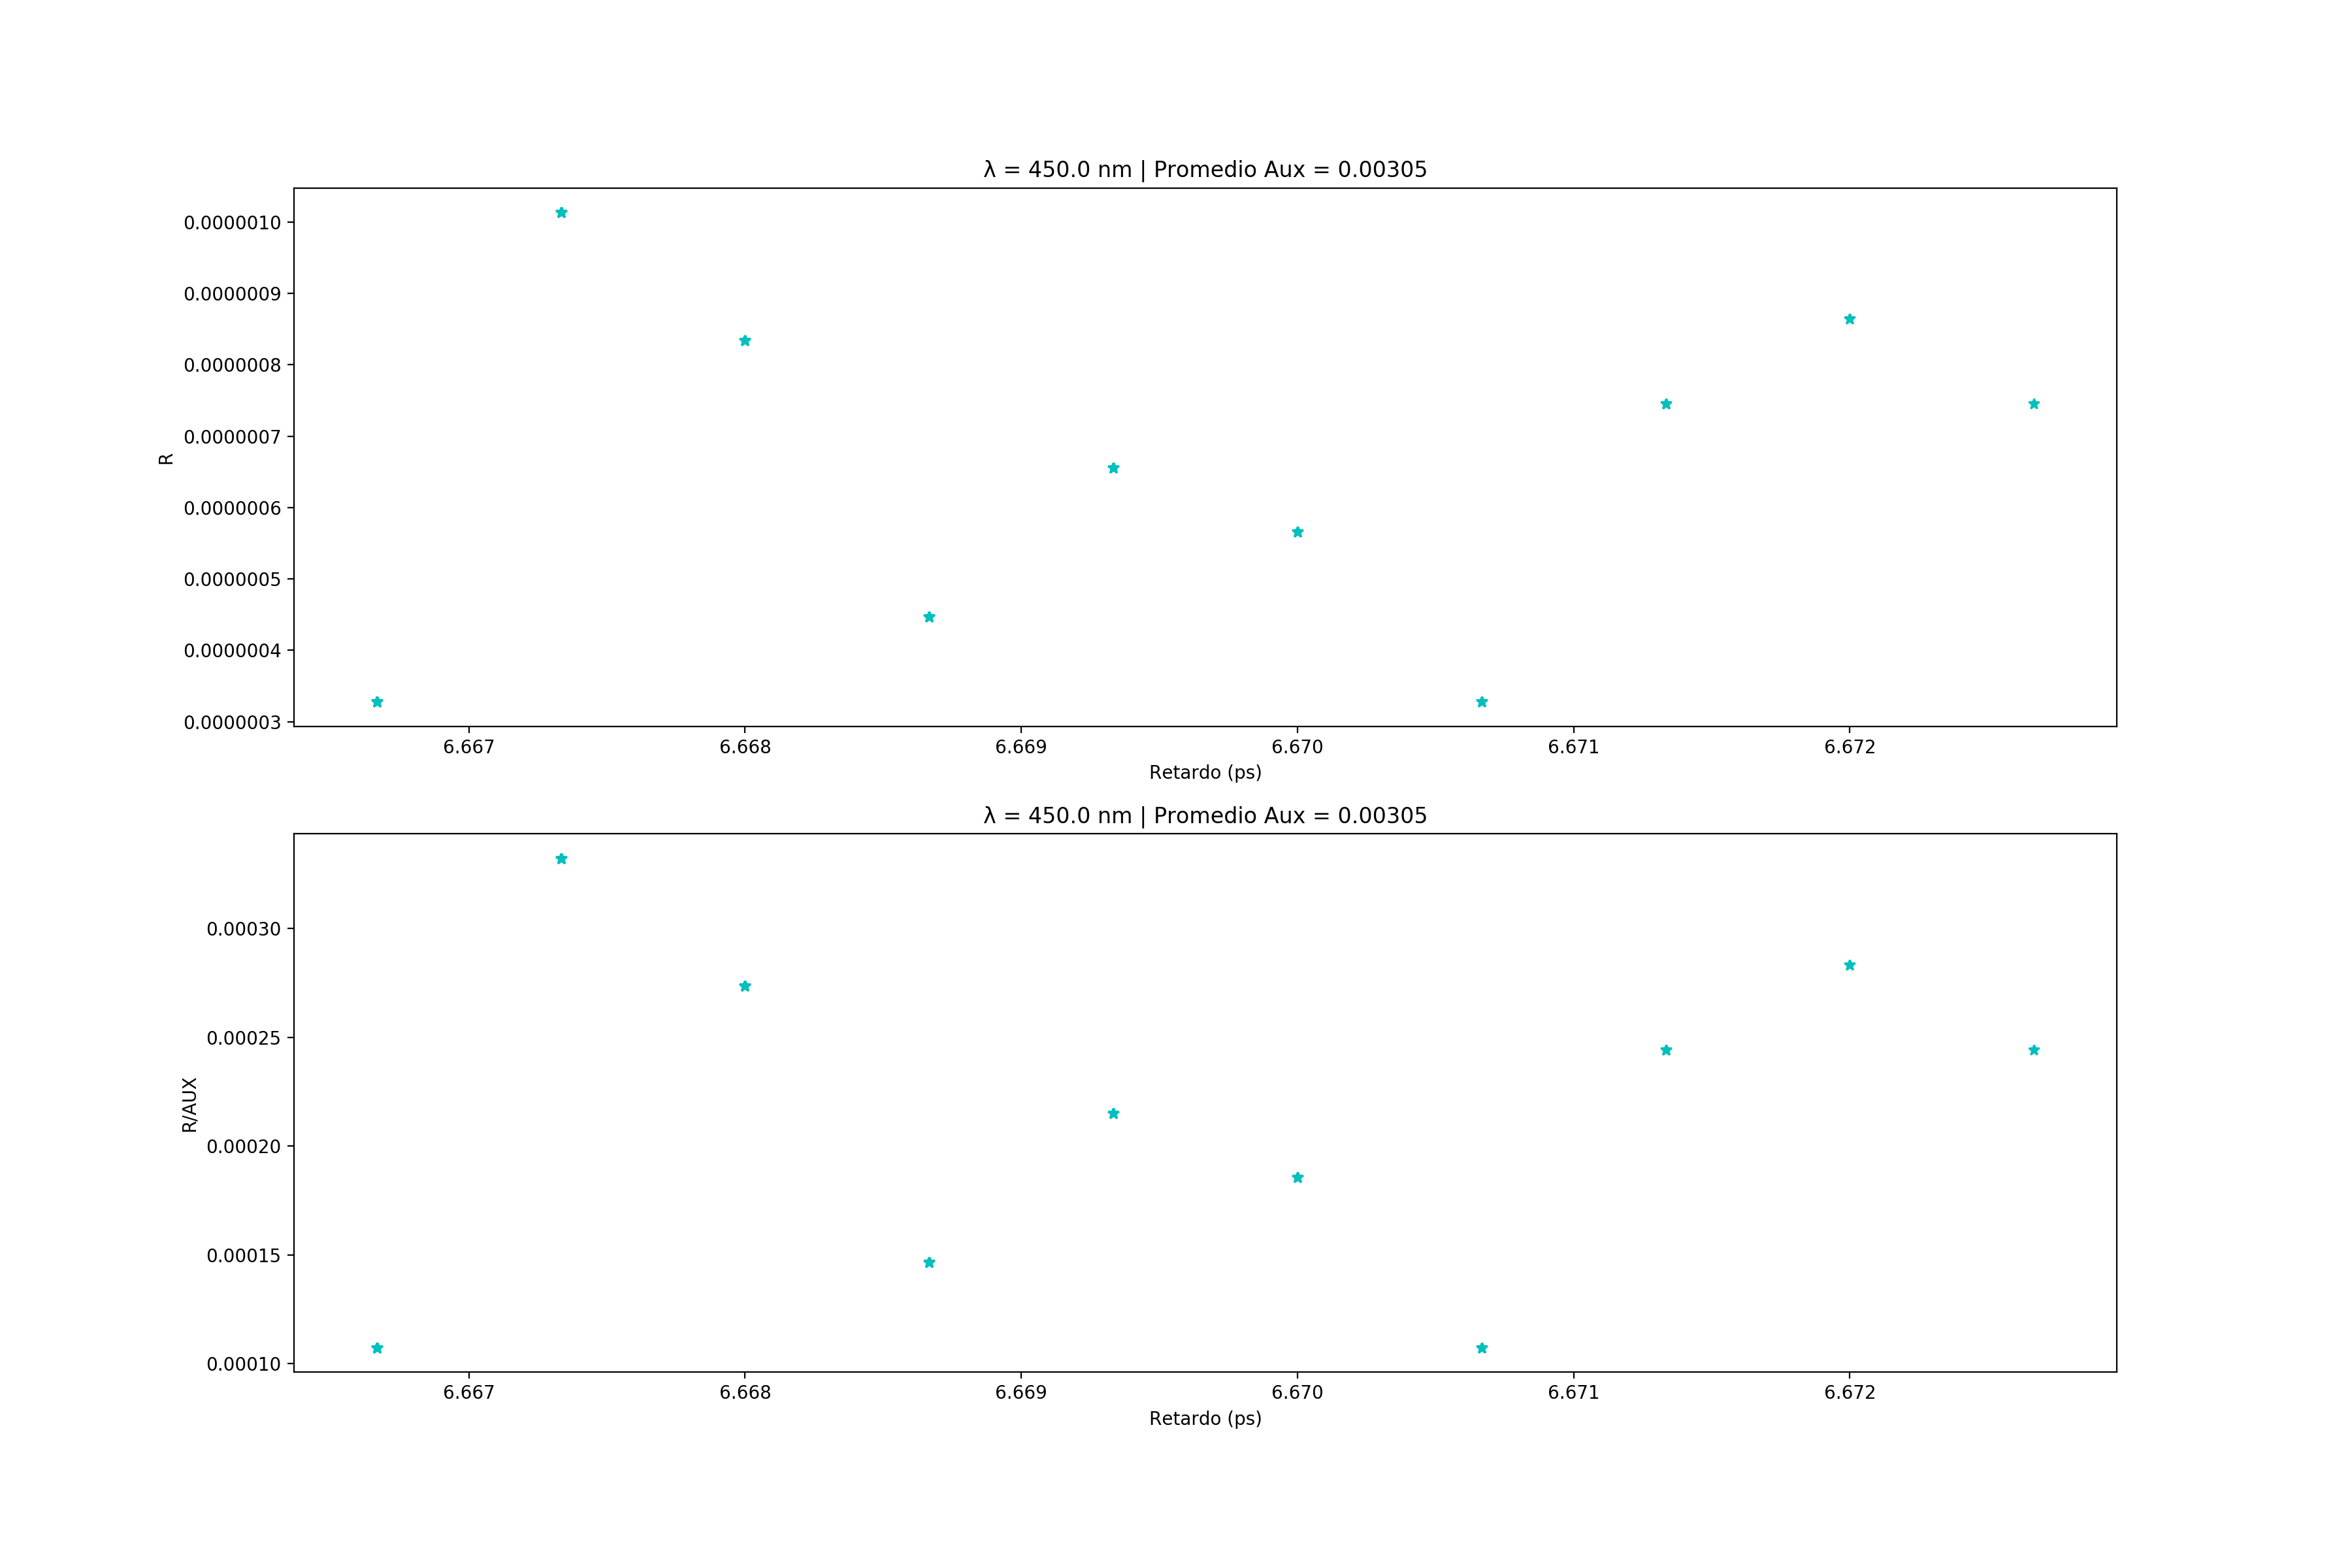 λ = 450.0 nm | Promedio Aux = 0.00305
0.0000010
0.0000009
0.0000008
0.0000007
0.0000006
0.0000005
0.0000004
0.0000003
R
6.667 6.668 6.669 6.670 6.671 6.672
Retardo (ps)
λ = 450.0 nm | Promedio Aux = 0.00305
0.00030
0.00025
0.00020
0.00015
0.00010
R/AUX
6.667 6.668 6.669 6.670 6.671 6.672
Retardo (ps)